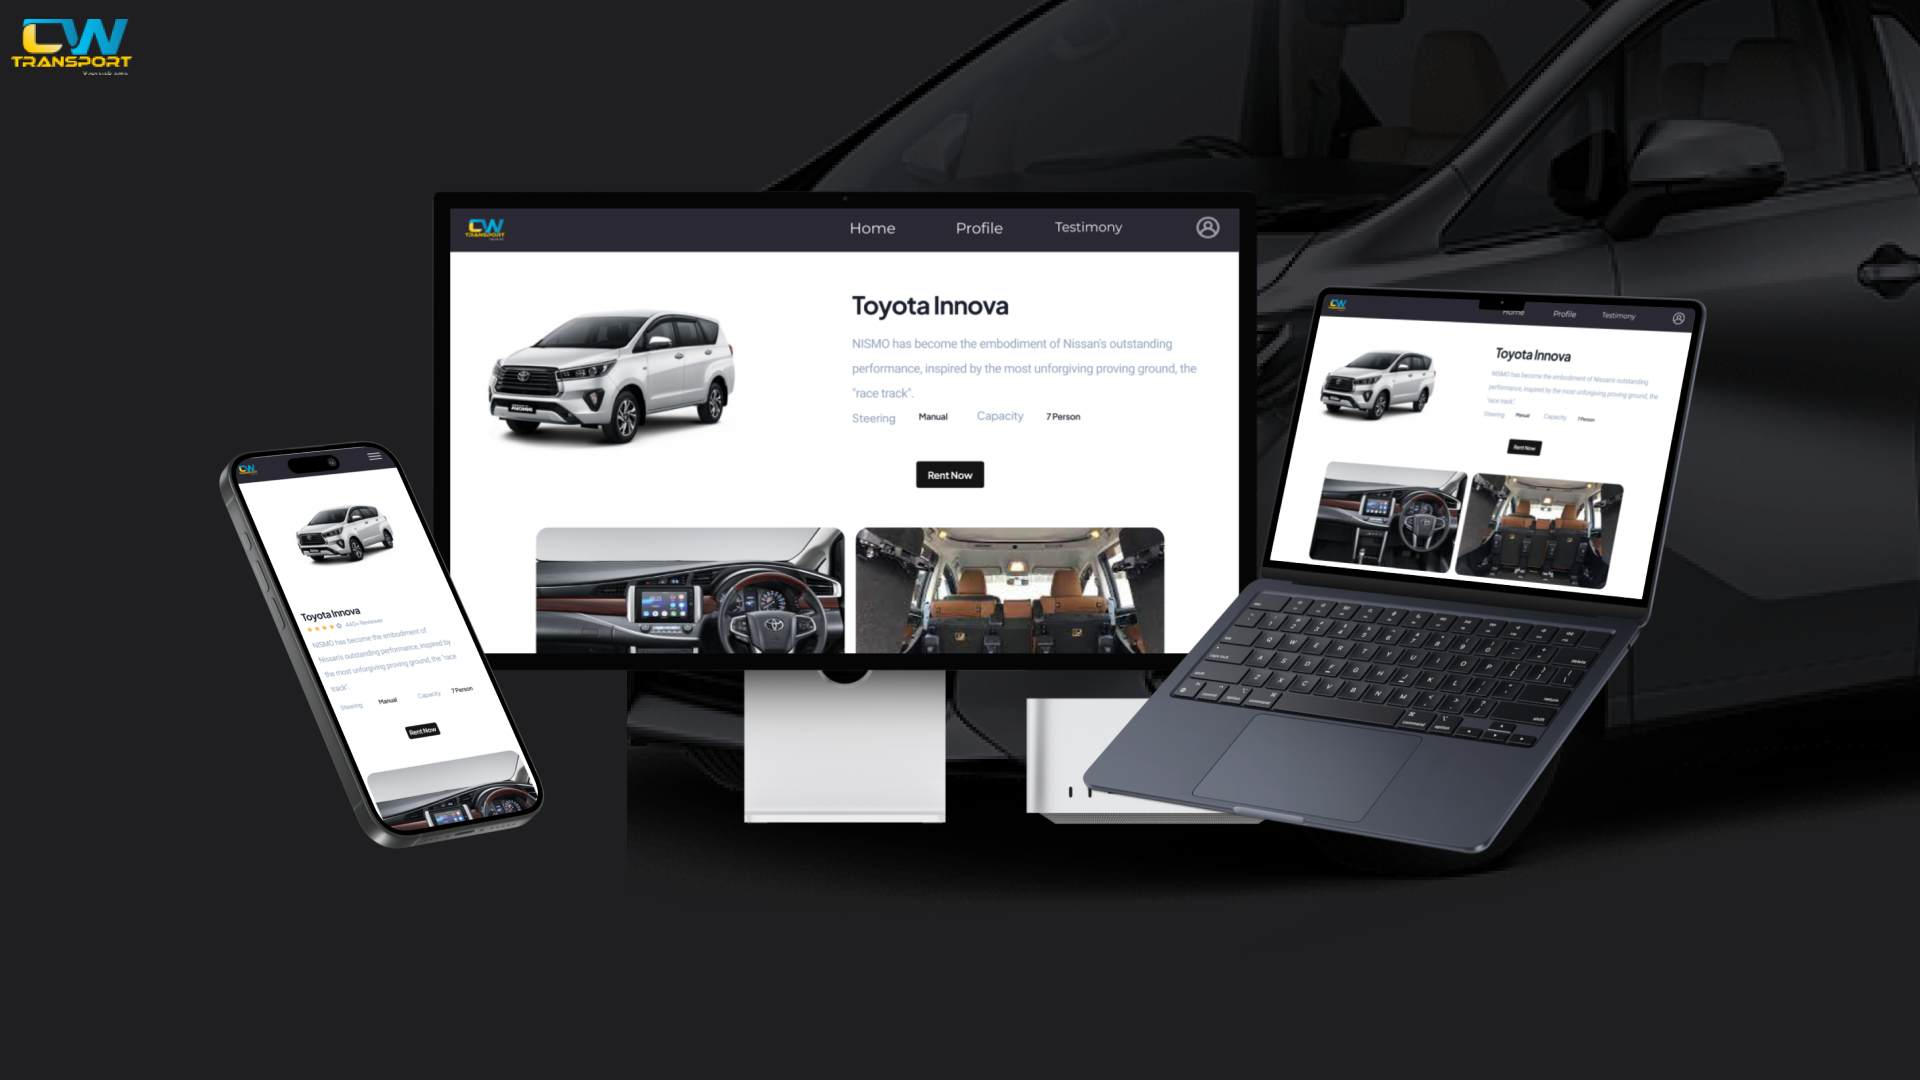 CW
TRANSPORT
CW
TRANSPORT
Home Profile Testimony
Toyota Innova
NISMO has become the embodiment of Nissan's outstanding
performance, inspired by the most unforgiving proving ground, the
"race track".
Steering Manual Capacity 7 Person
Rent Now
CW
Home Profile Testimony
Toyota Innova
NISMO has become the embodiment of Nissan's outstanding
performance, inspired by the most unforgiving proving ground, the
"race track".
Steering Manual Capacity 7 Person
Rent Now
CW
Toyota Innova
440+ Reviewer
NISMO has become the embodiment of
Nissan's outstanding performance, inspired by
the most unforgiving proving ground, the "race
track".
Steering Manual Capacity 7 Person
Rent Now